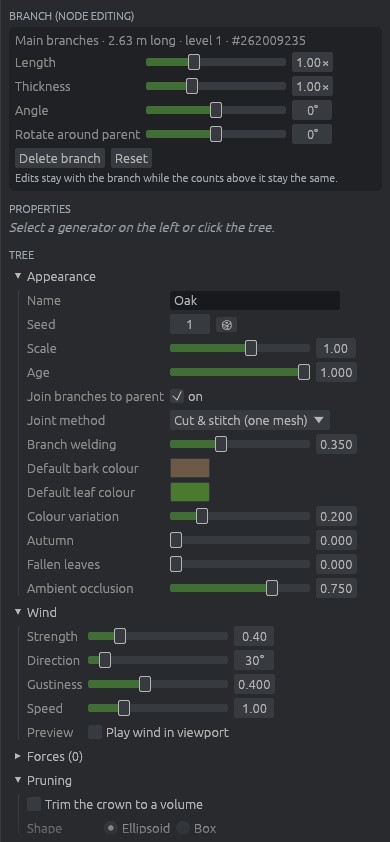 BRANCH (NODE EDITING)
Main branches · 2.63 m long · level 1 · #262009235
Length 1.00×
Thickness 1.00×
Angle 0°
Rotate around parent 0°
Delete branch Reset
Edits stay with the branch while the counts above it stay the same.
PROPERTIES
Select a generator on the left or click the tree.
TREE
Appearance
Name Oak
Seed 1
Scale 1.00
Age 1.000
Join branches to parent on
Joint method Cut & stitch (one mesh)
Branch welding 0.350
Default bark colour
Default leaf colour
Colour variation 0.200
Autumn 0.000
Fallen leaves 0.000
Ambient occlusion 0.750
Wind
Strength 0.40
Direction 30°
Gustiness 0.400
Speed 1.00
Preview Play wind in viewport
Forces (0)
Pruning
Trim the crown to a volume
Shape Ellipsoid Box